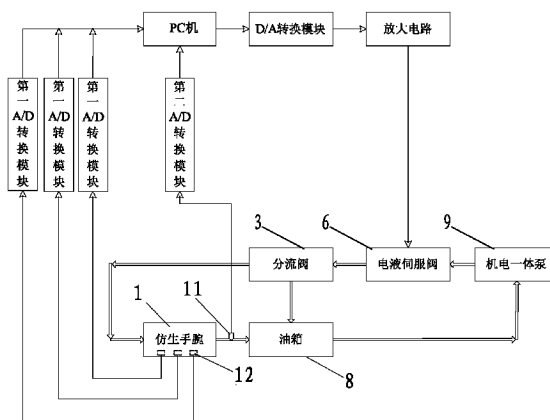 PC机
D/A转换模块
放大电路
第一A/D转换模块
第一A/D转换模块
第一A/D转换模块
第二A/D转换模块
3
6
9
分流阀
电液伺服阀
机电一体泵
1
11
仿生手腕
油箱
12
8